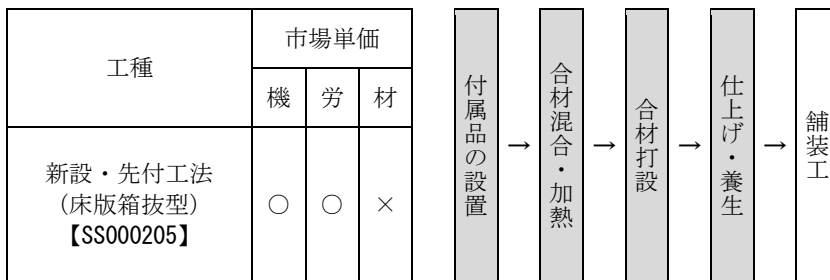 工種
市場単価
機 労 材
新設・先付工法
(床版箱抜型)
【SS000205】
○ ○ ×
付属品の設置
→
合材混合・加熱
→
合材打設
→
仕上げ・養生
→
舗装工